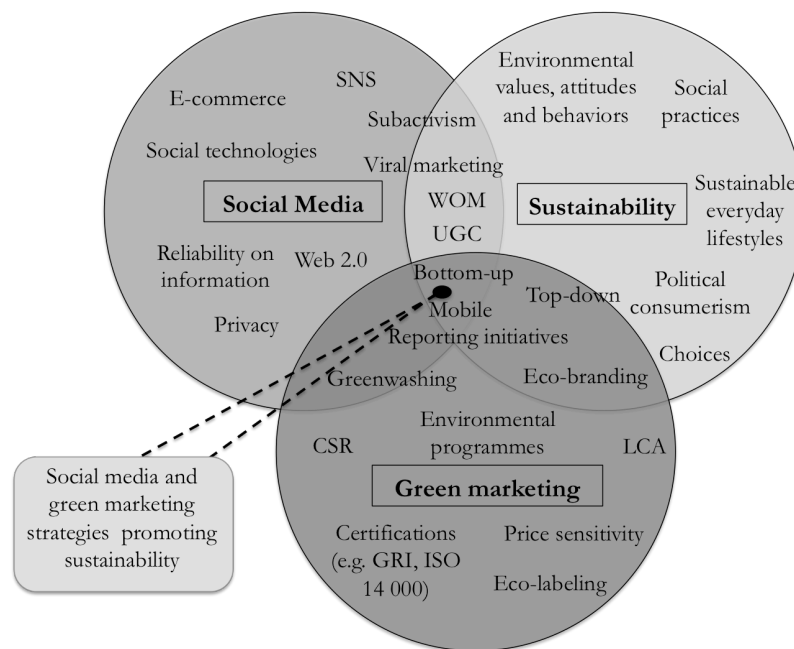 SNS
E-commerce
Subactivism
Social technologies
Viral marketing
Social Media
WOM
UGC
Reliability on
information
Web 2.0
Privacy
Environmental
values, attitudes
and behaviors
Social
practices
Sustainability
Sustainable
everyday
lifestyles
Political
consumerism
Choices
Bottom-up
Top-down
Mobile
Reporting initiatives
Greenwashing
Eco-branding
Environmental
programmes
CSR
LCA
Green marketing
Certifications
(e.g. GRI, ISO
14 000)
Price sensitivity
Eco-labeling
Social media and
green marketing
strategies promoting
sustainability